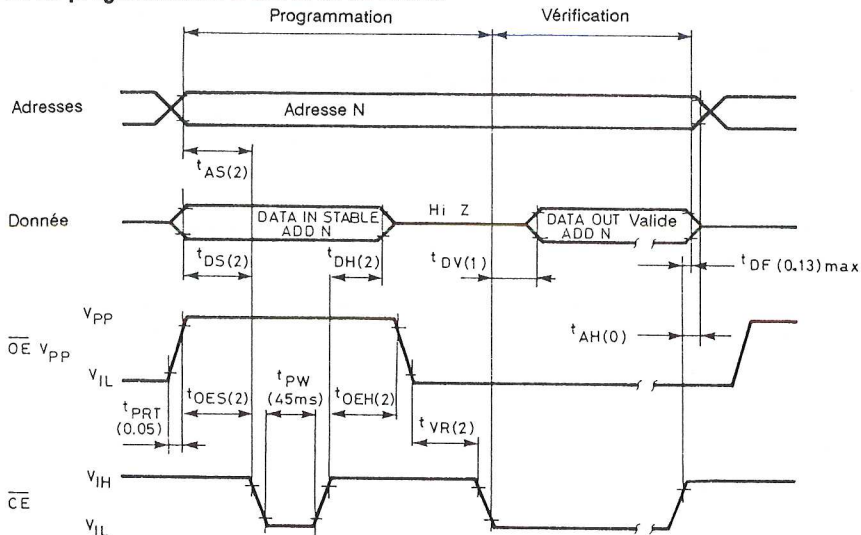 Programmation
Vérification
Adresses
Adresse N
tAS(2)
Donnée
DATA IN STABLE
ADD N
Hi Z
DATA OUT Valide
ADD N
tDS(2)
tDH(2)
tDV(1)
tDF (0.13) max
VPP
OE VPP
VIL
tAH(0)
tPRT
(0.05)
tOES(2)
tPW
(45ms)
tOEH(2)
tVR(2)
VIH
CE
VIL